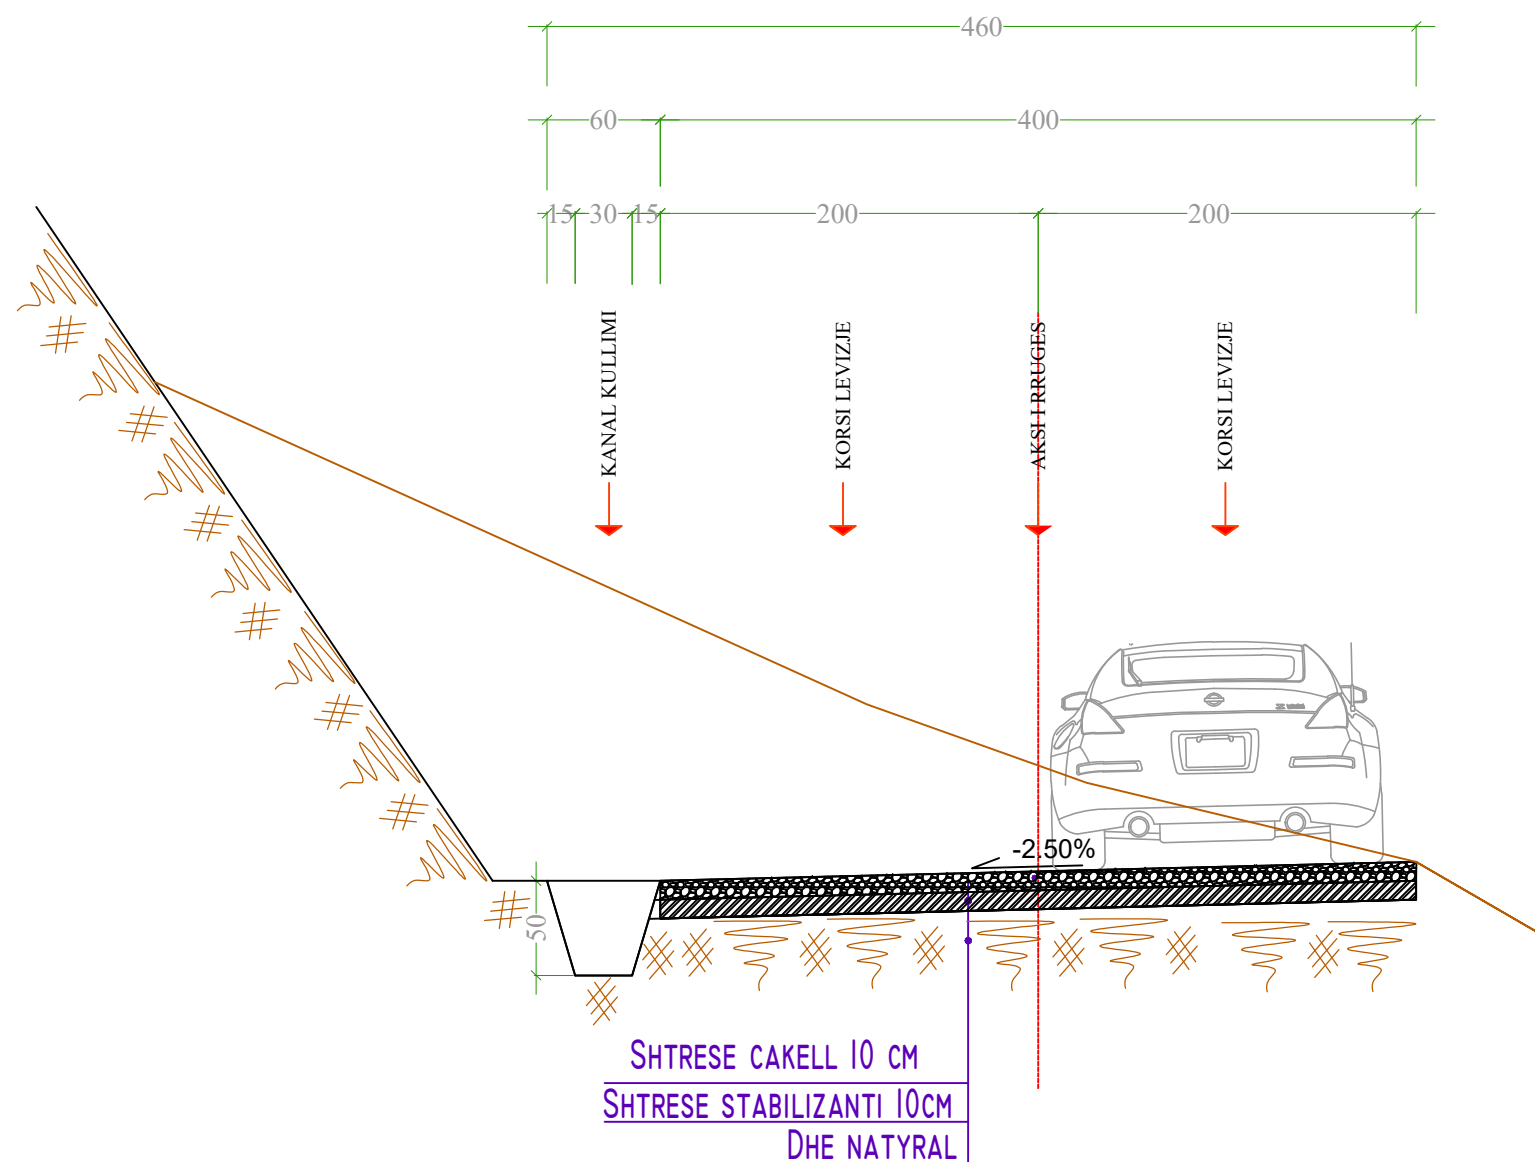 460
60 400
15 30 15 200 200
KANAL KULLIMI
KORSI LEVIZJE
AKSI I RRUGES
KORSI LEVIZJE
-2.50%
50
SHTRESE CAKELL 10 CM
SHTRESE STABILIZANTI 10CM
DHE NATYRAL